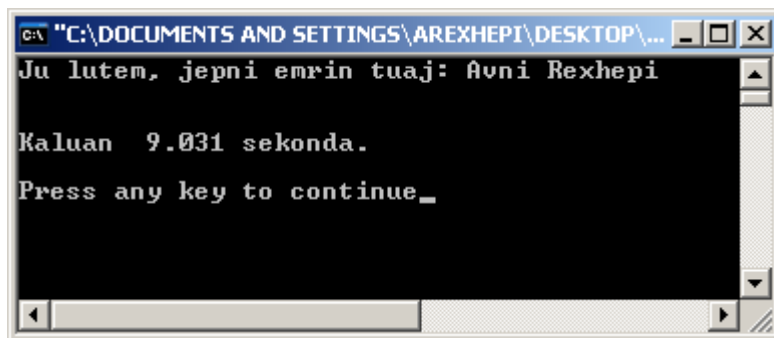 "C:\DOCUMENTS AND SETTINGS\AREXHEPI\DESKTOP\...
Ju lutem, jepni emrin tuaj: Avni Rexhepi
Kaluan  9.031 sekonda.
Press any key to continue_